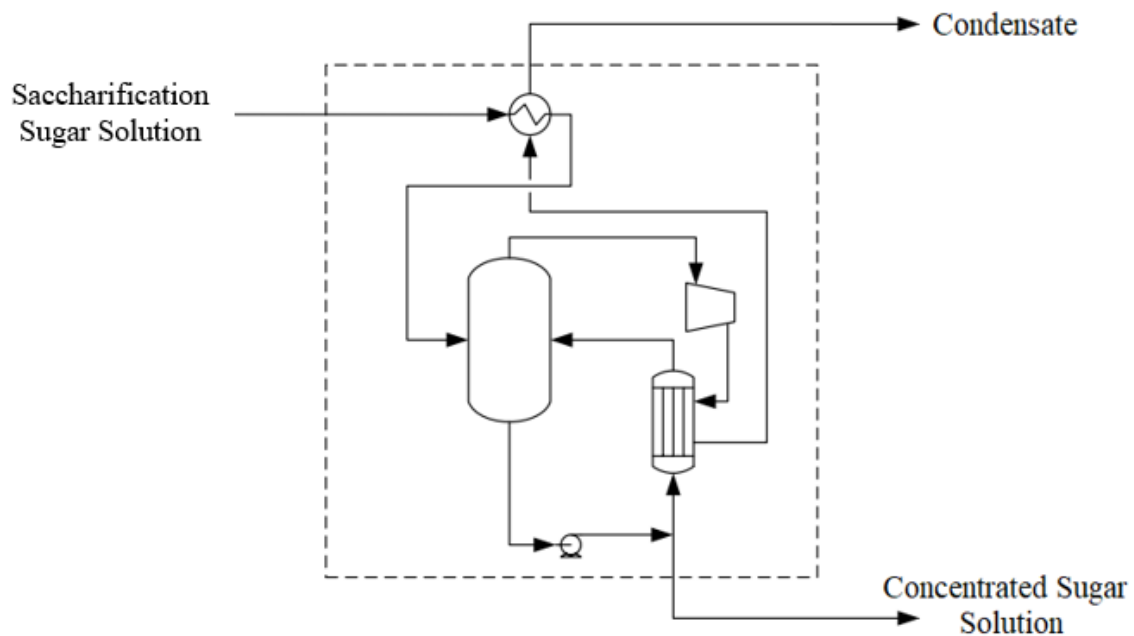 Condensate
Saccharification
Sugar Solution
Concentrated Sugar
Solution